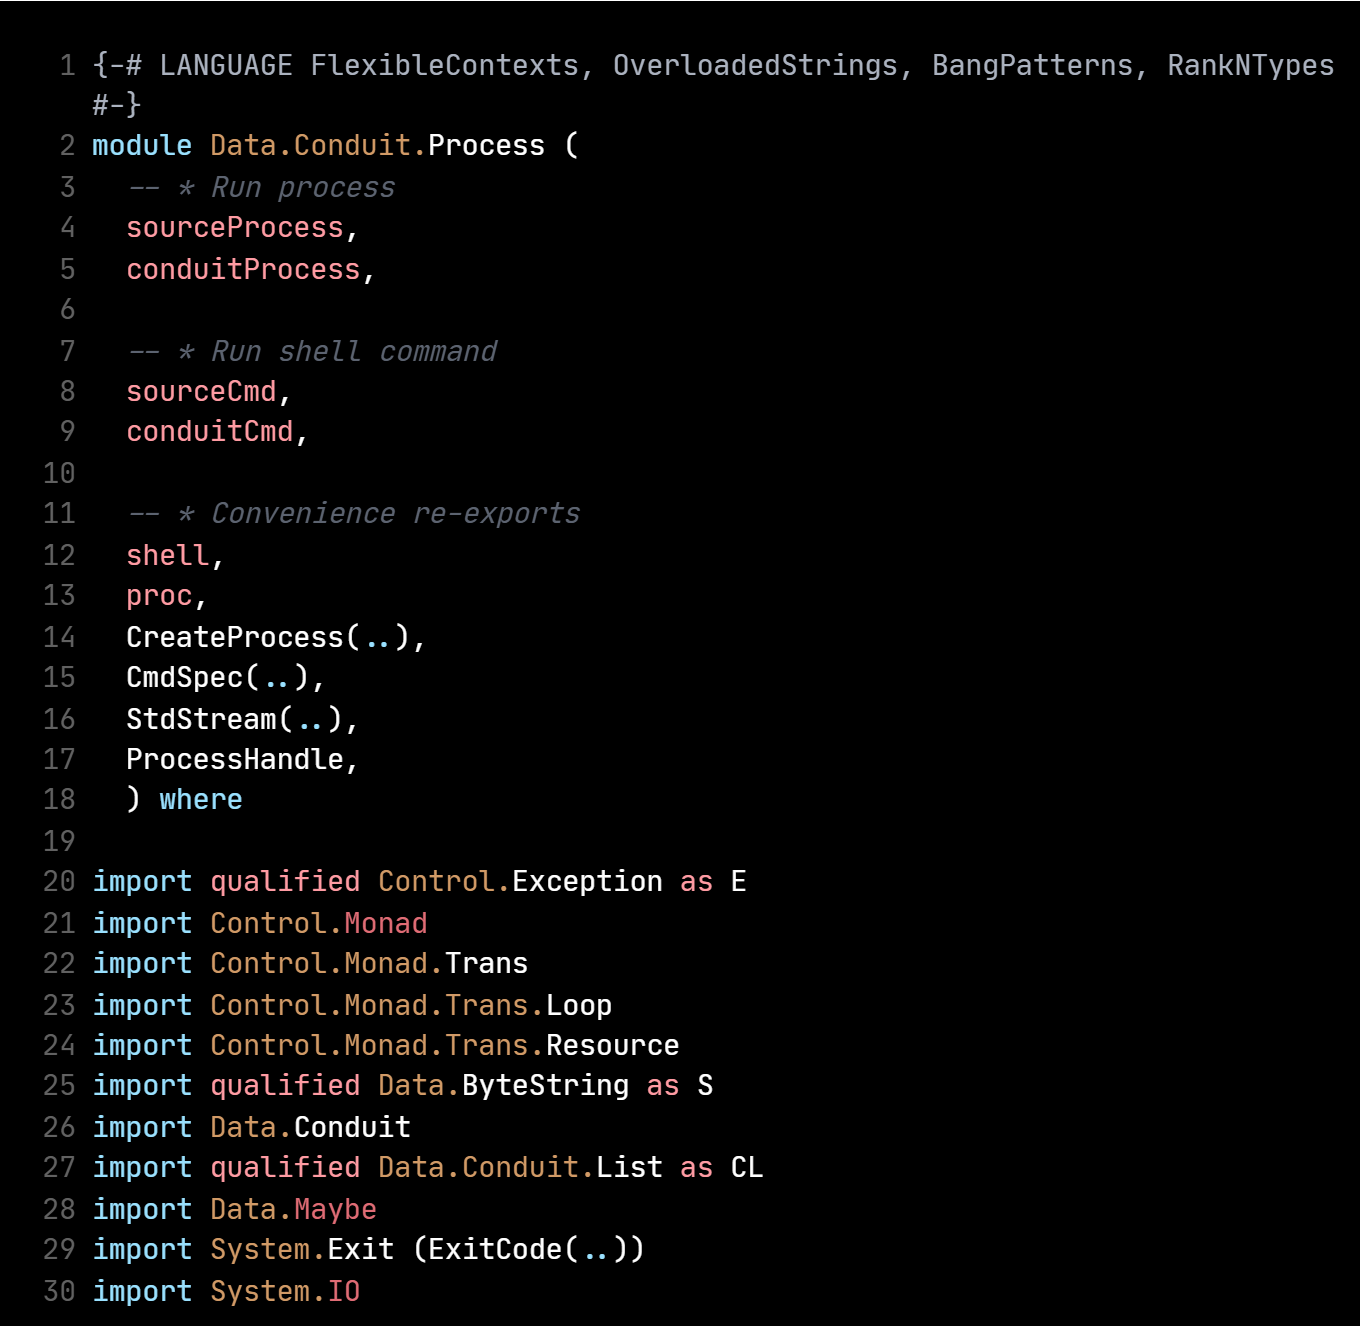 1 {-# LANGUAGE FlexibleContexts, OverloadedStrings, BangPatterns, RankNTypes
#-}
2 module Data.Conduit.Process (
3   -- * Run process
4   sourceProcess,
5   conduitProcess,
6
7   -- * Run shell command
8   sourceCmd,
9   conduitCmd,
10
11   -- * Convenience re-exports
12   shell,
13   proc,
14   CreateProcess(..),
15   CmdSpec(..),
16   StdStream(..),
17   ProcessHandle,
18   ) where
19
20 import qualified Control.Exception as E
21 import Control.Monad
22 import Control.Monad.Trans
23 import Control.Monad.Trans.Loop
24 import Control.Monad.Trans.Resource
25 import qualified Data.ByteString as S
26 import Data.Conduit
27 import qualified Data.Conduit.List as CL
28 import Data.Maybe
29 import System.Exit (ExitCode(..))
30 import System.IO